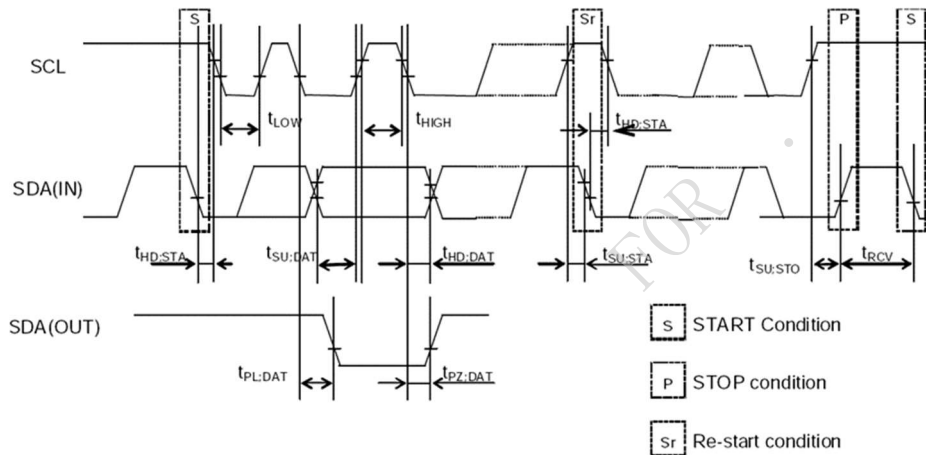 S Sr P S
SCL
tLOW tHIGH tHD:STA
SDA(IN)
tHD:STA tSU:DAT tHD:DAT tSU:STA tSU:STO tRCV
SDA(OUT)
tPL:DAT tPZ:DAT
S START Condition
P STOP condition
Sr Re-start condition
FOR